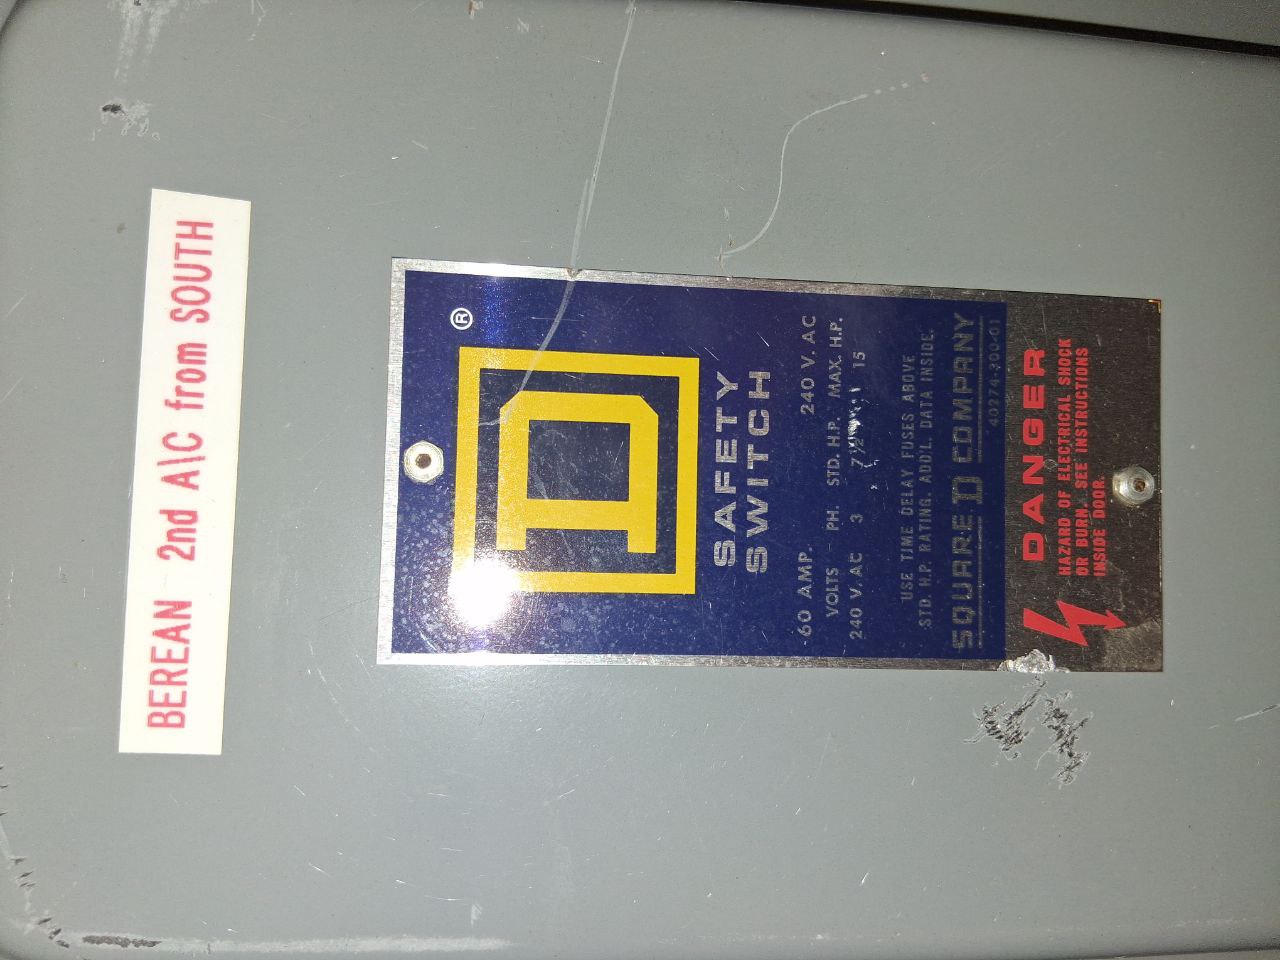 BEREAN 2nd A\C from SOUTH
®
D
SAFETY
SWITCH
60 AMP. 240 V. AC
VOLTS - PH. STD. H.P. MAX. H.P.
240 V. AC 3 7½ 15
USE TIME DELAY FUSES ABOVE
STD. H.P. RATING. ADD'L. DATA INSIDE.
SQUARE D COMPANY
40274-300-01
DANGER
HAZARD OF ELECTRICAL SHOCK
OR BURN. SEE INSTRUCTIONS
INSIDE DOOR.